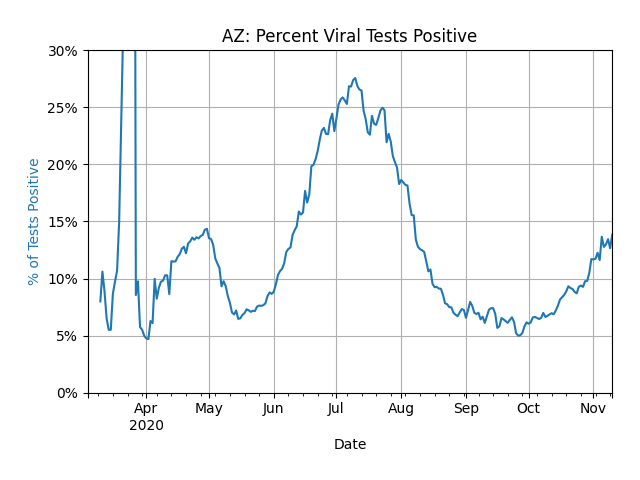 AZ: Percent Viral Tests Positive
30%
25%
20%
15%
10%
5%
0%
% of Tests Positive
Apr
2020
May
Jun
Jul
Aug
Sep
Oct
Nov
Date